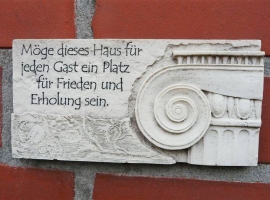 Möge dieses Haus für
jeden Gast ein Platz
für Frieden und
Erholung sein.